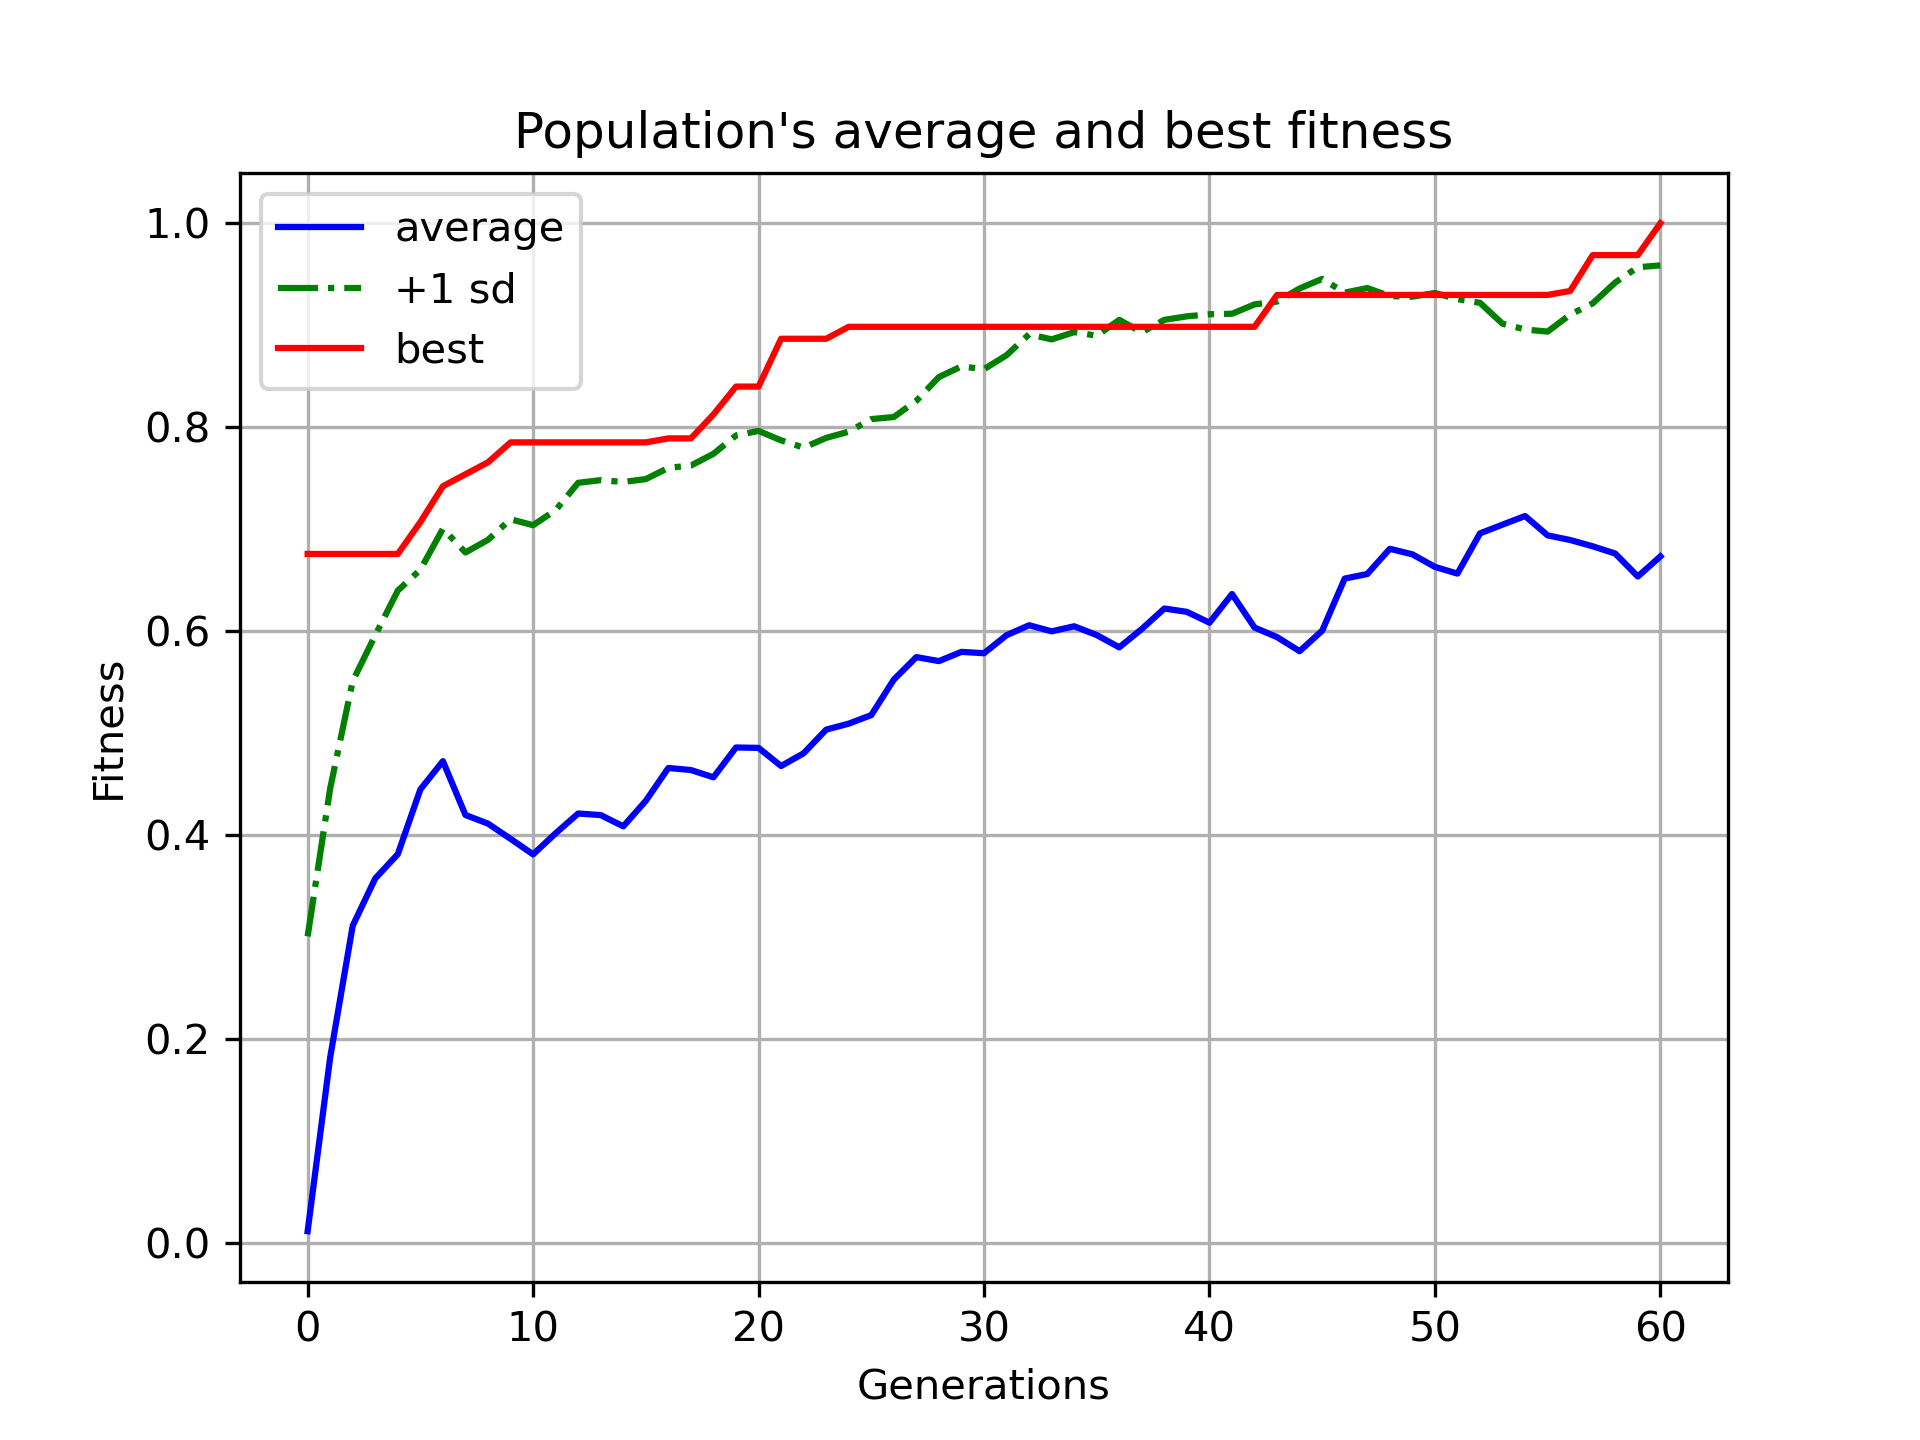 Population's average and best fitness
average
+1 sd
best
1.0
0.8
0.6
0.4
0.2
0.0
Fitness
0 10 20 30 40 50 60
Generations